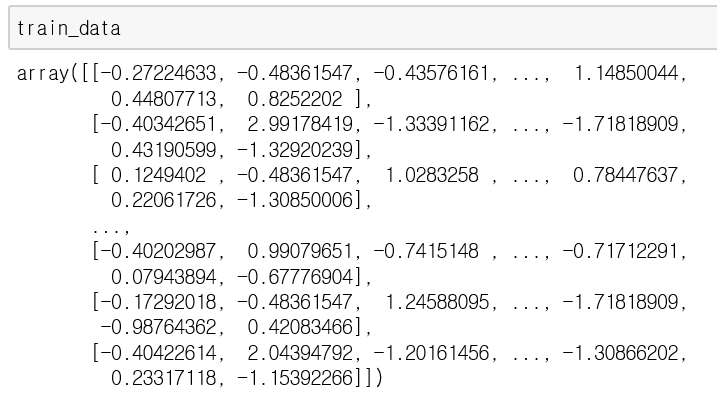 train_data
array([[-0.27224633, -0.48361547, -0.43576161, ..., 1.14850044,
0.44807713, 0.8252202 ],
[-0.40342651, 2.99178419, -1.33391162, ..., -1.71818909,
0.43190599, -1.32920239],
[ 0.1249402 , -0.48361547, 1.0283258 , ..., 0.78447637,
0.22061726, -1.30850006],
...,
[-0.40202987, 0.99079651, -0.7415148 , ..., -0.71712291,
0.07943894, -0.67776904],
[-0.17292018, -0.48361547, 1.24588095, ..., -1.71818909,
-0.98764362, 0.42083466],
[-0.40422614, 2.04394792, -1.20161456, ..., -1.30866202,
0.23317118, -1.15392266]])